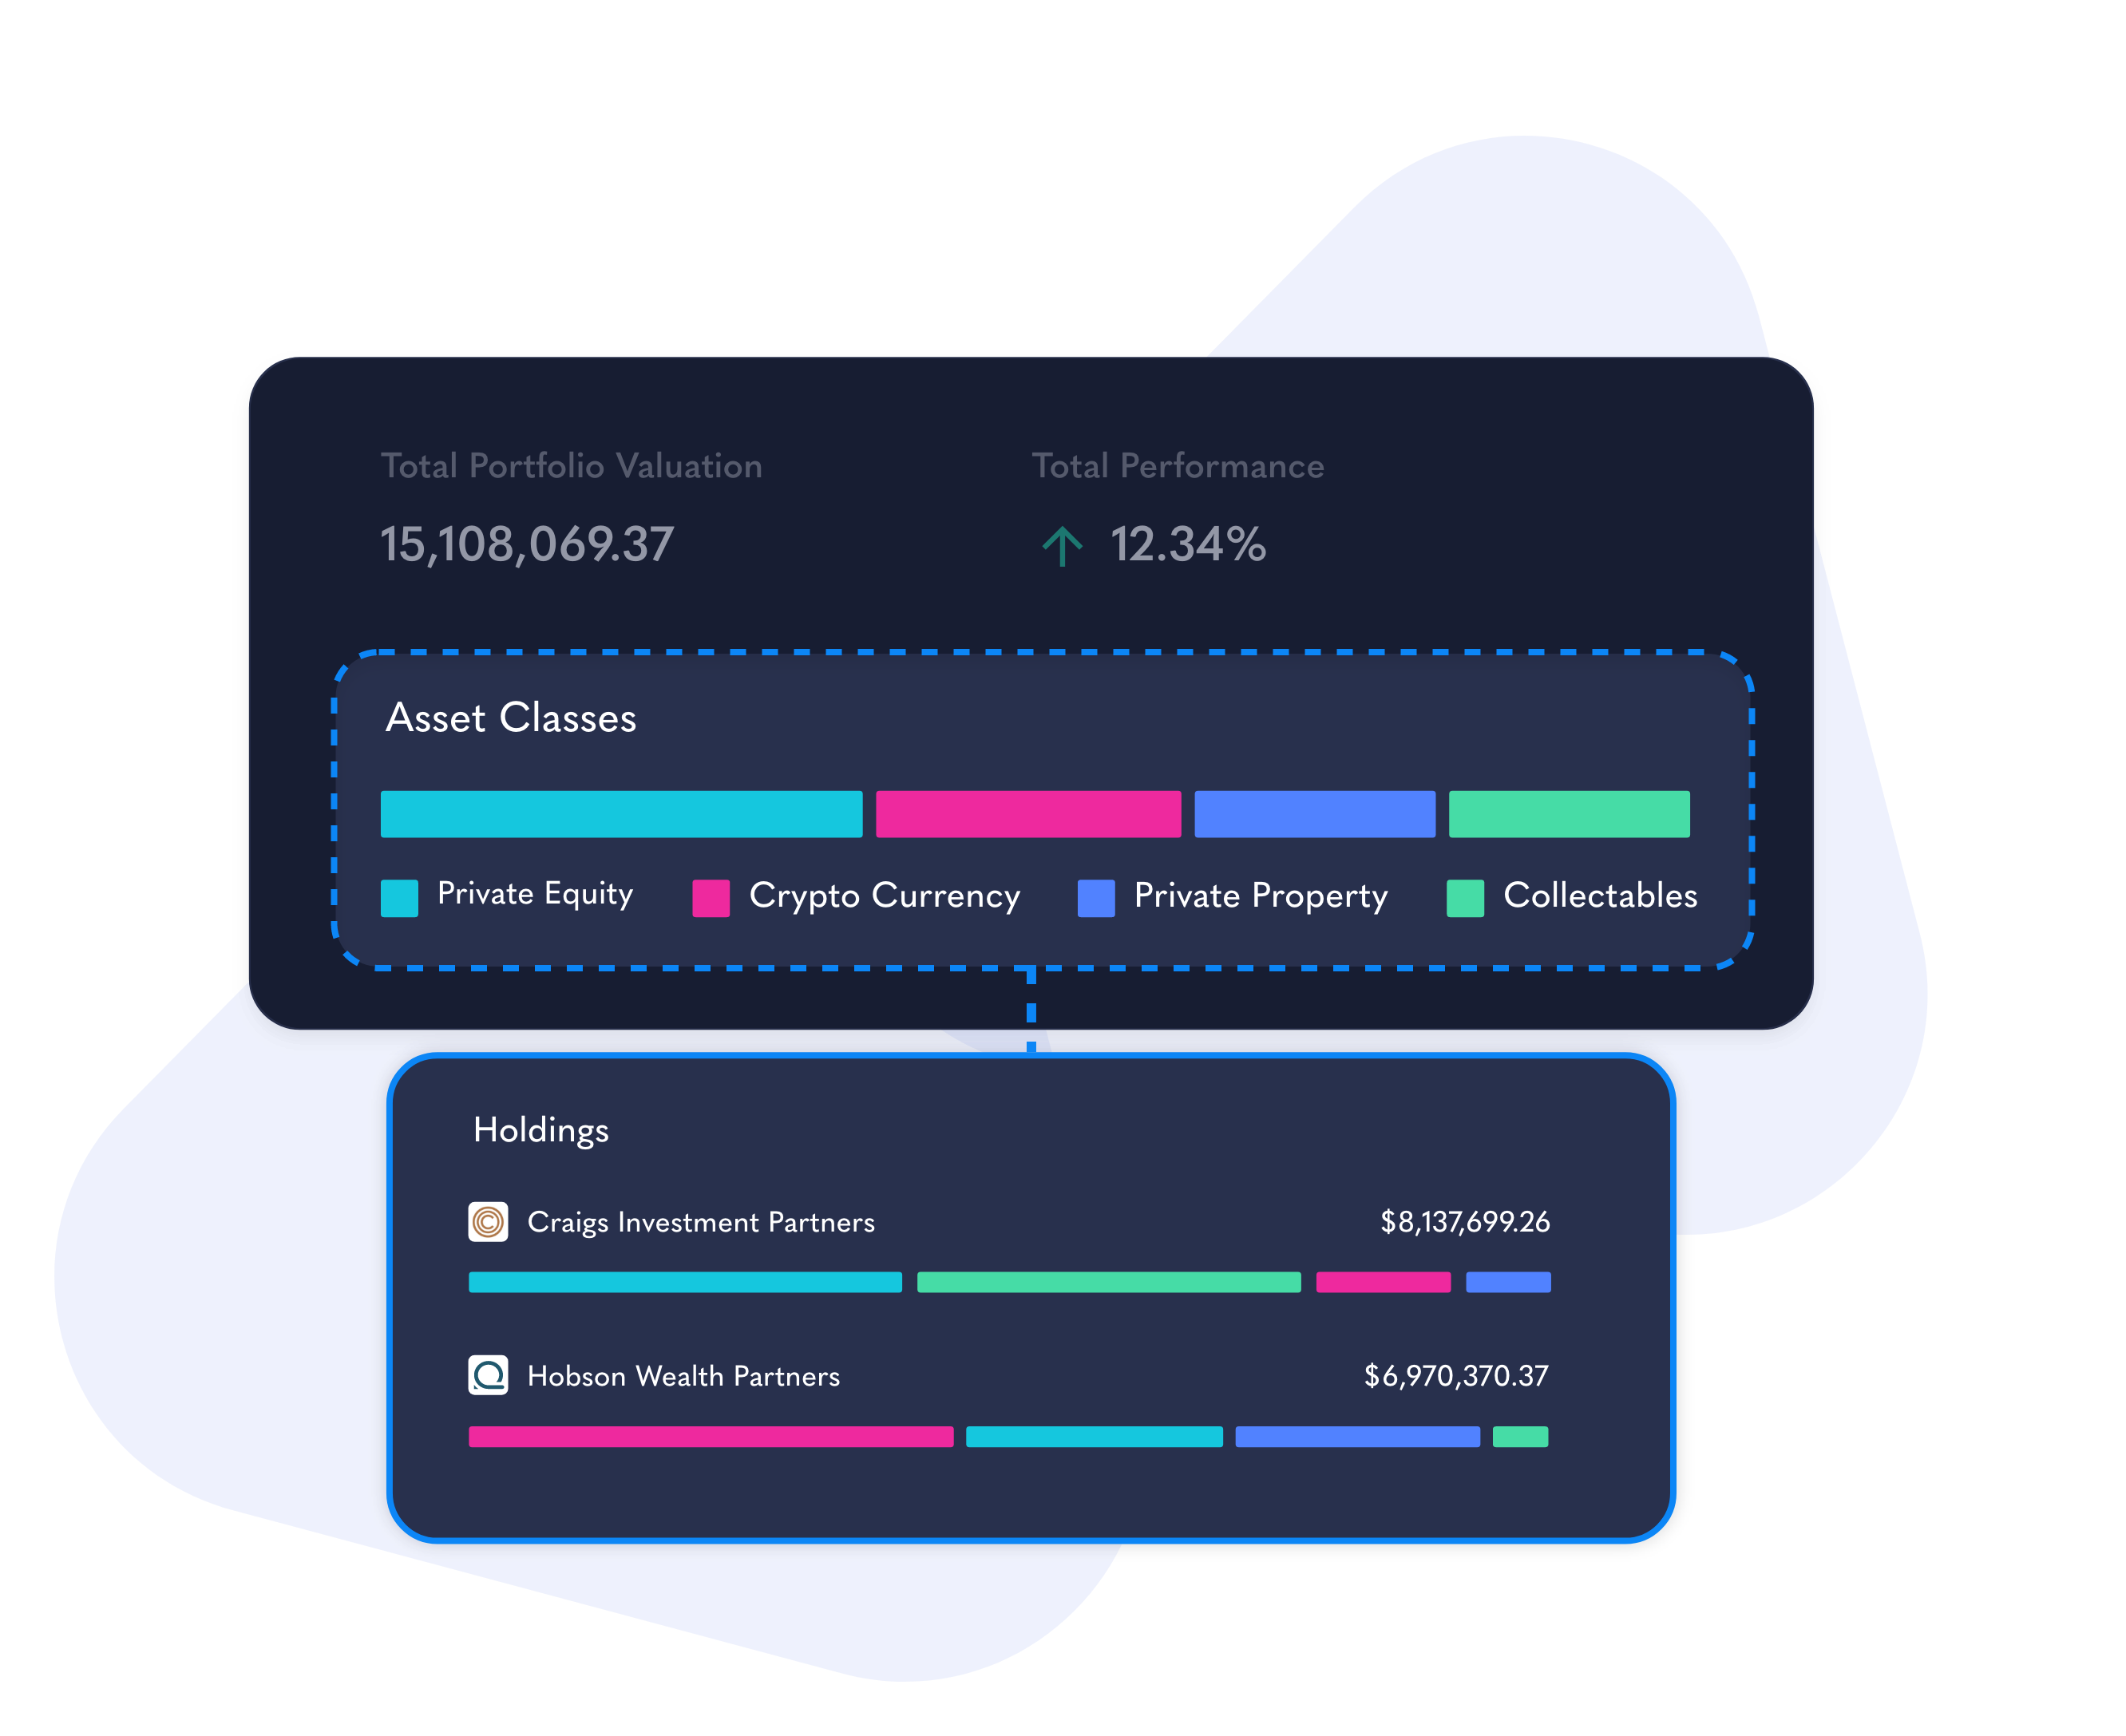 Total Portfolio Valuation
Total Performance
15,108,069.37
12.34%
Asset Classes
Private Equity
Crypto Currency
Private Property
Collectables
Holdings
Craigs Investment Partners
$8,137,699.26
Hobson Wealth Partners
$6,970,370.37